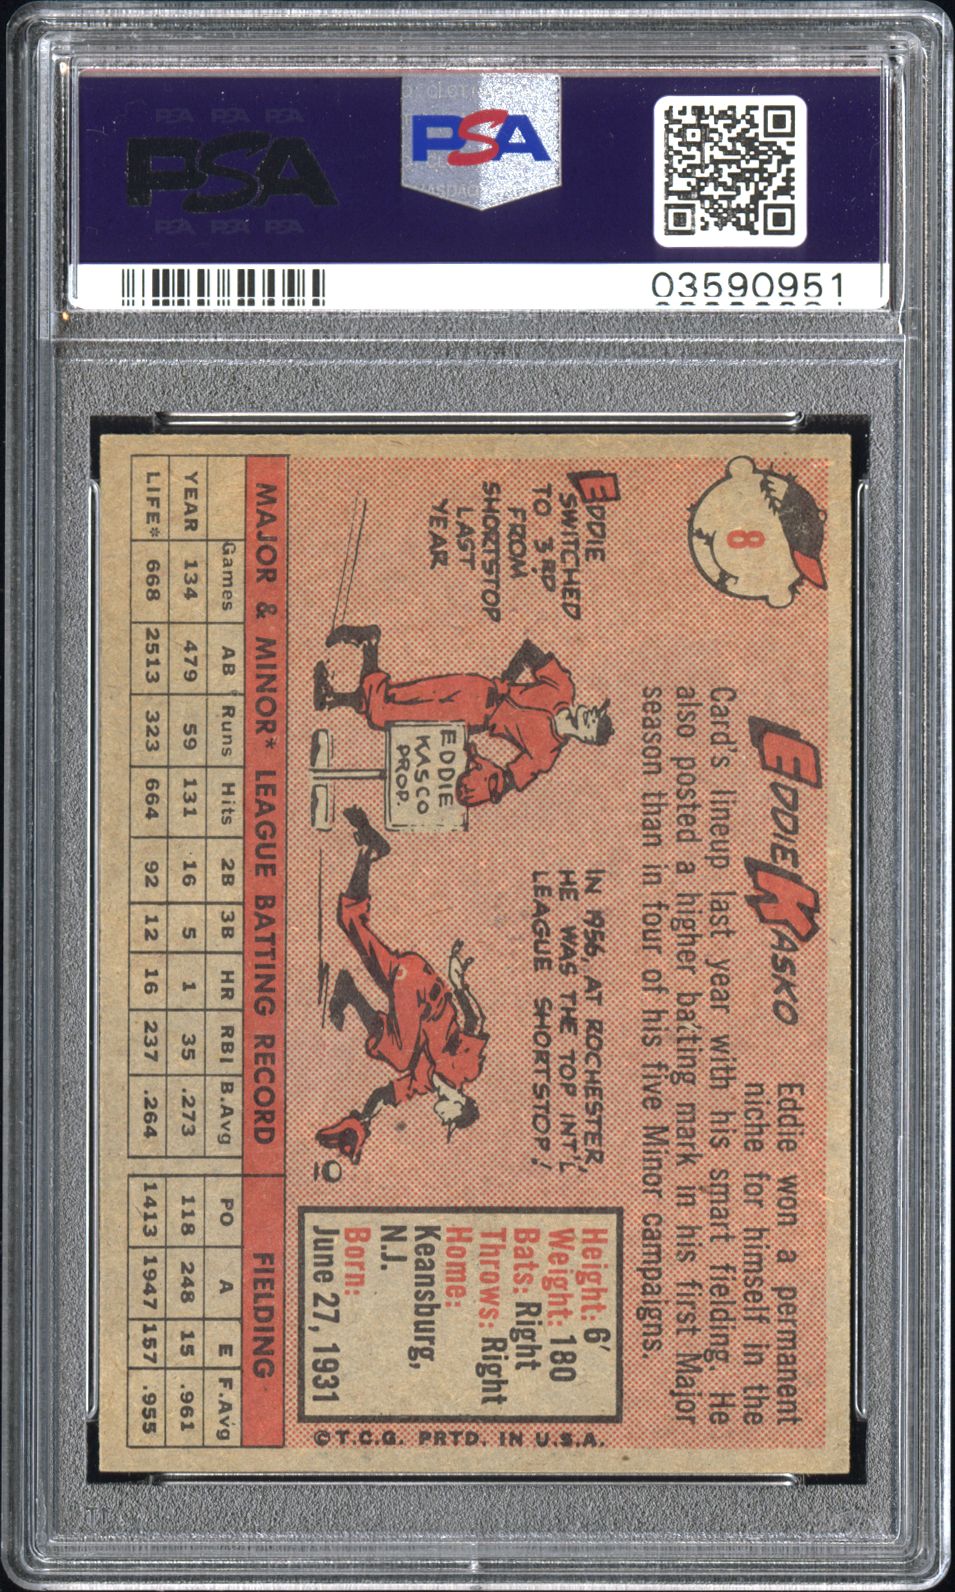 PSA PSA PSA
PSA
PSA PSA PSA
PSA
03590951
8
EDDIE KASKO
Eddie won a permanent
niche for himself in the
Card's lineup last year with his smart fielding. He
also posted a higher batting mark in his first Major
season than in four of his five Minor campaigns.
EDDIE
SWITCHED
TO 3RD
FROM
SHORTSTOP
LAST
YEAR
EDDIE
KASCO
PROP.
IN 1956, AT ROCHESTER,
HE WAS THE TOP INT'L
LEAGUE SHORTSTOP!
Height: 6'
Weight: 180
Bats: Right
Throws: Right
Home:
Keansburg,
N.J.
Born:
June 27, 1931
©T.C.G. PRTD. IN U.S.A.
MAJOR & MINOR* LEAGUE BATTING RECORD FIELDING
Games AB Runs Hits 2B 3B HR RBI B.Avg PO A E F.Avg
YEAR 134 479 59 131 16 5 1 35 .273 118 248 15 .961
LIFE* 668 2513 323 664 92 12 16 237 .264 1413 1947 157 .955